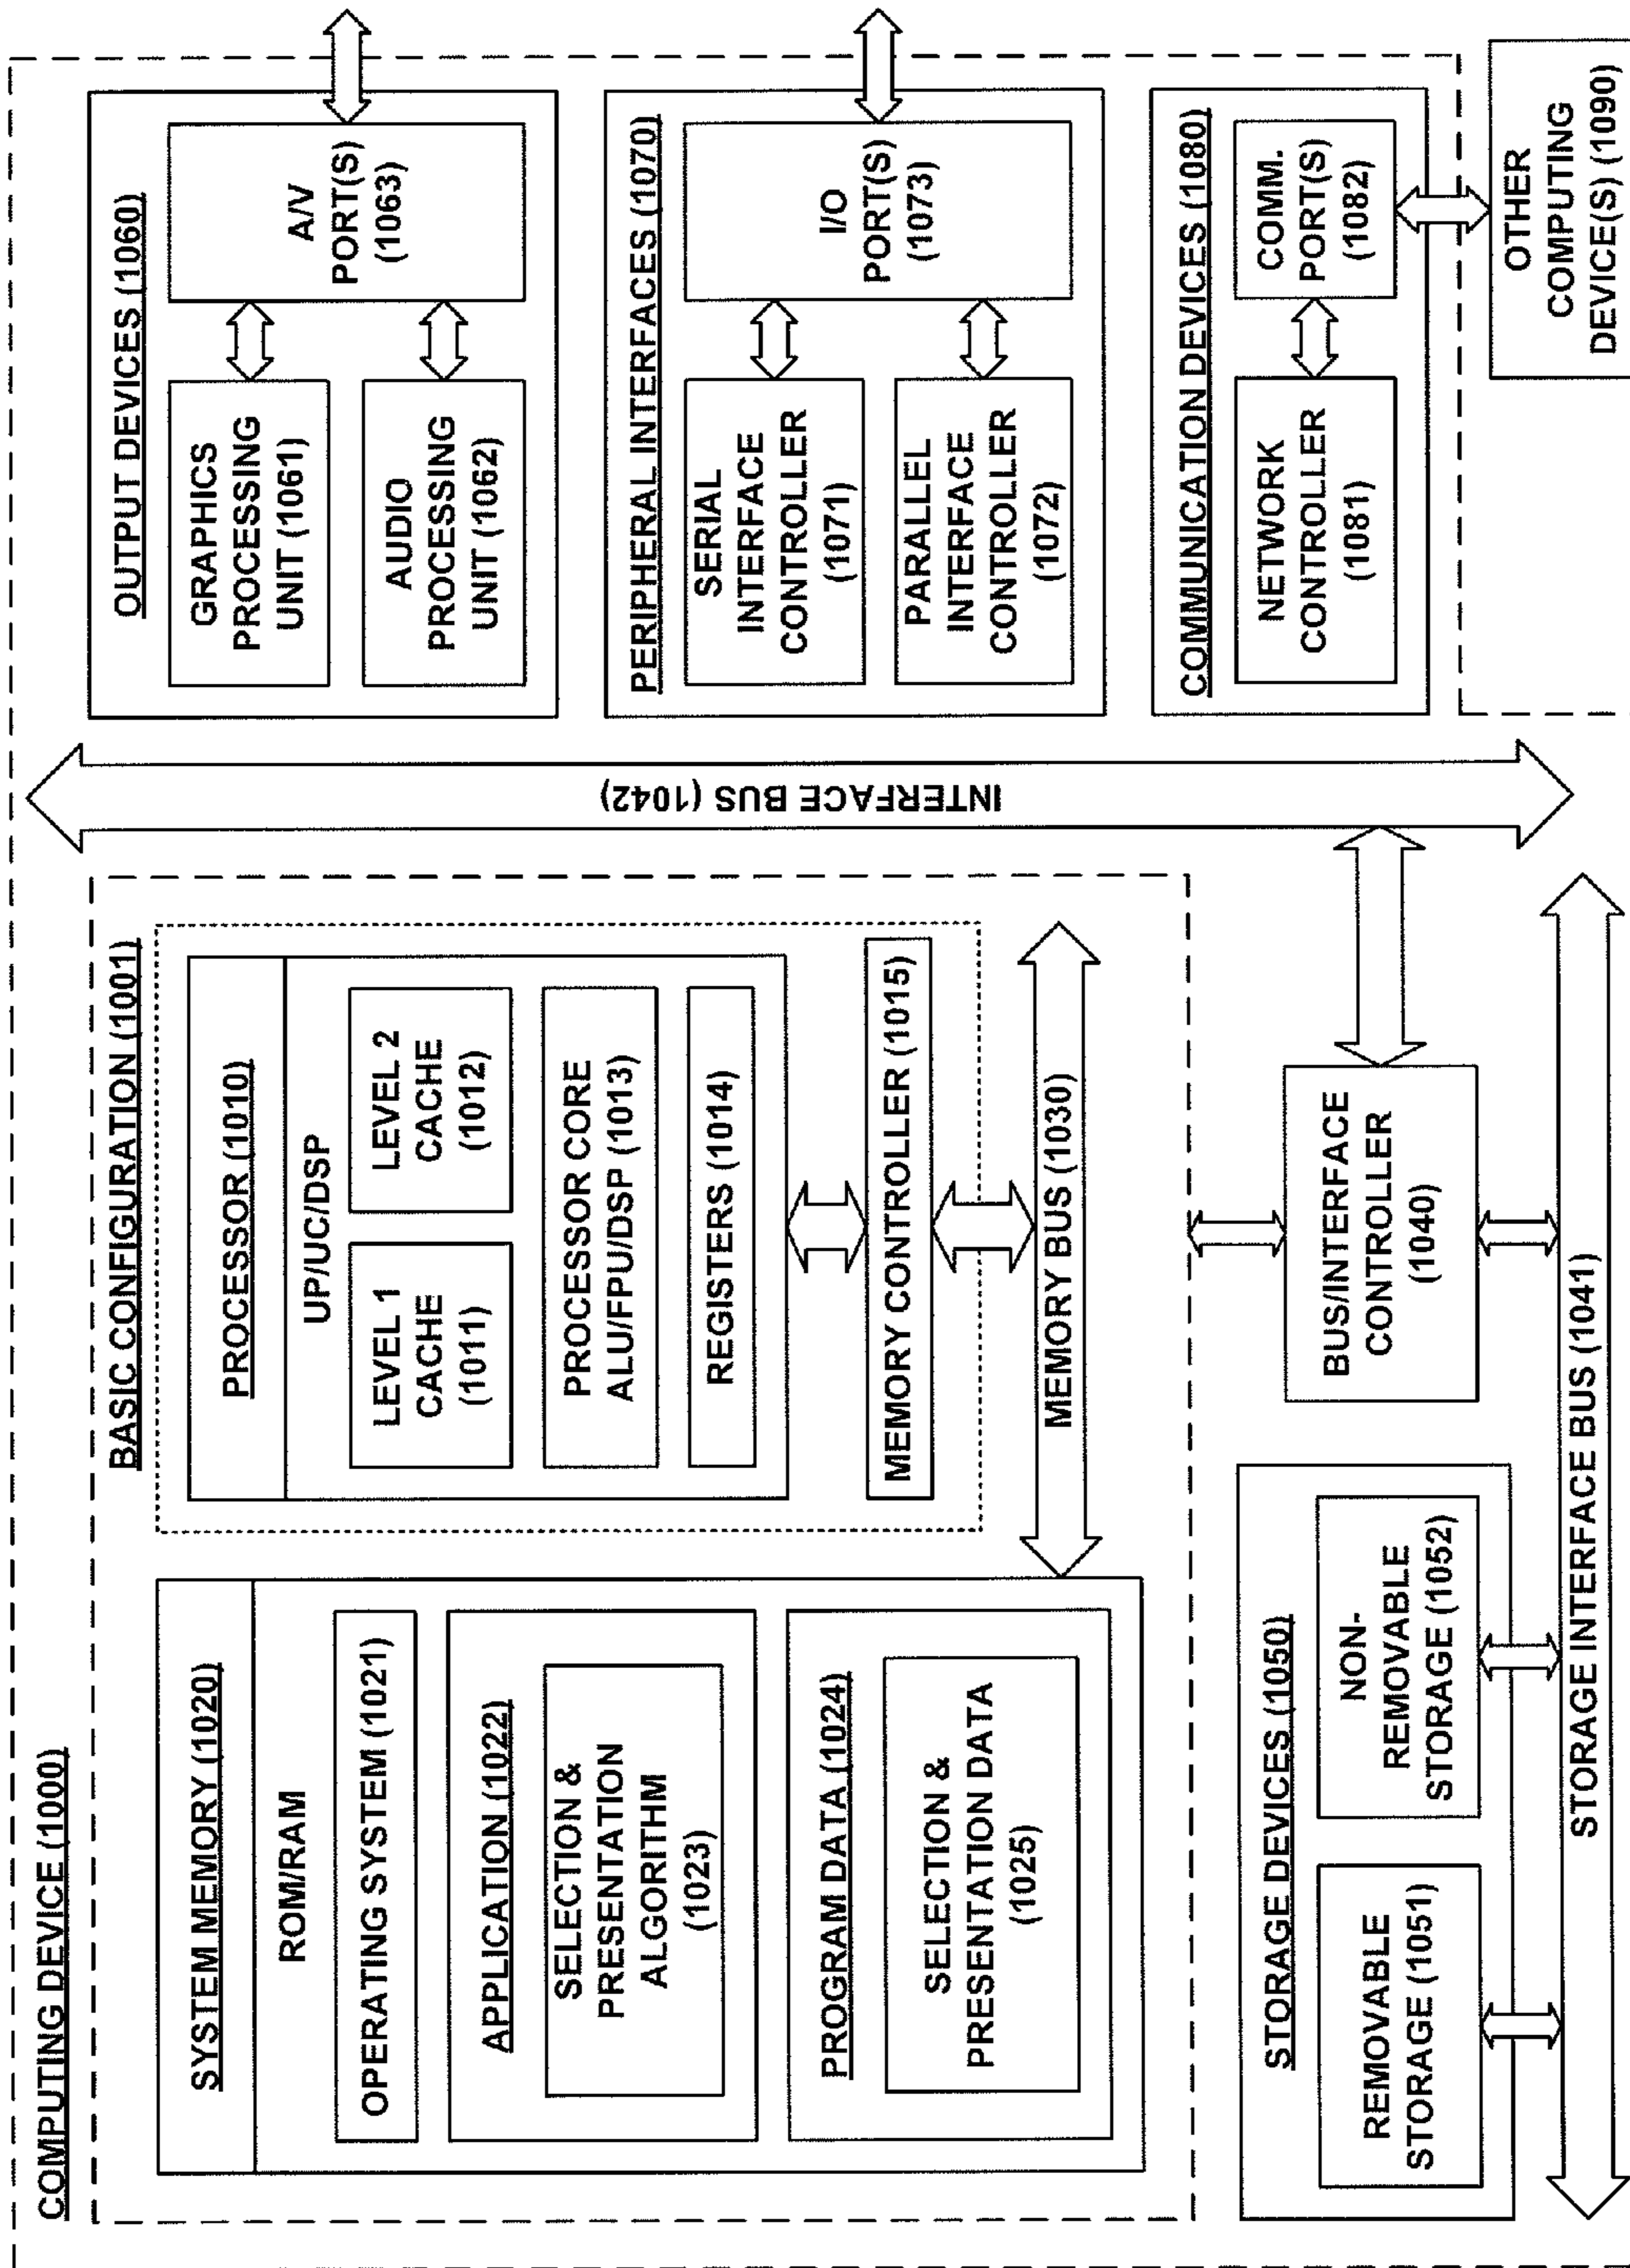 COMPUTING DEVICE (1000)
BASIC CONFIGURATION (1001)
SYSTEM MEMORY (1020)
ROM/RAM
OPERATING SYSTEM (1021)
APPLICATION (1022)
SELECTION &
PRESENTATION
ALGORITHM
(1023)
PROGRAM DATA (1024)
SELECTION &
PRESENTATION DATA
(1025)
PROCESSOR (1010)
UP/UC/DSP
LEVEL 1
CACHE
(1011)
LEVEL 2
CACHE
(1012)
PROCESSOR CORE
ALU/FPU/DSP (1013)
REGISTERS (1014)
MEMORY CONTROLLER (1015)
MEMORY BUS (1030)
BUS/INTERFACE
CONTROLLER
(1040)
STORAGE DEVICES (1050)
REMOVABLE
STORAGE (1051)
NON-
REMOVABLE
STORAGE (1052)
STORAGE INTERFACE BUS (1041)
INTERFACE BUS (1042)
OUTPUT DEVICES (1060)
GRAPHICS
PROCESSING
UNIT (1061)
AUDIO
PROCESSING
UNIT (1062)
A/V
PORT(S)
(1063)
PERIPHERAL INTERFACES (1070)
SERIAL
INTERFACE
CONTROLLER
(1071)
PARALLEL
INTERFACE
CONTROLLER
(1072)
I/O
PORT(S)
(1073)
COMMUNICATION DEVICES (1080)
NETWORK
CONTROLLER
(1081)
COMM.
PORT(S)
(1082)
OTHER
COMPUTING
DEVICE(S) (1090)